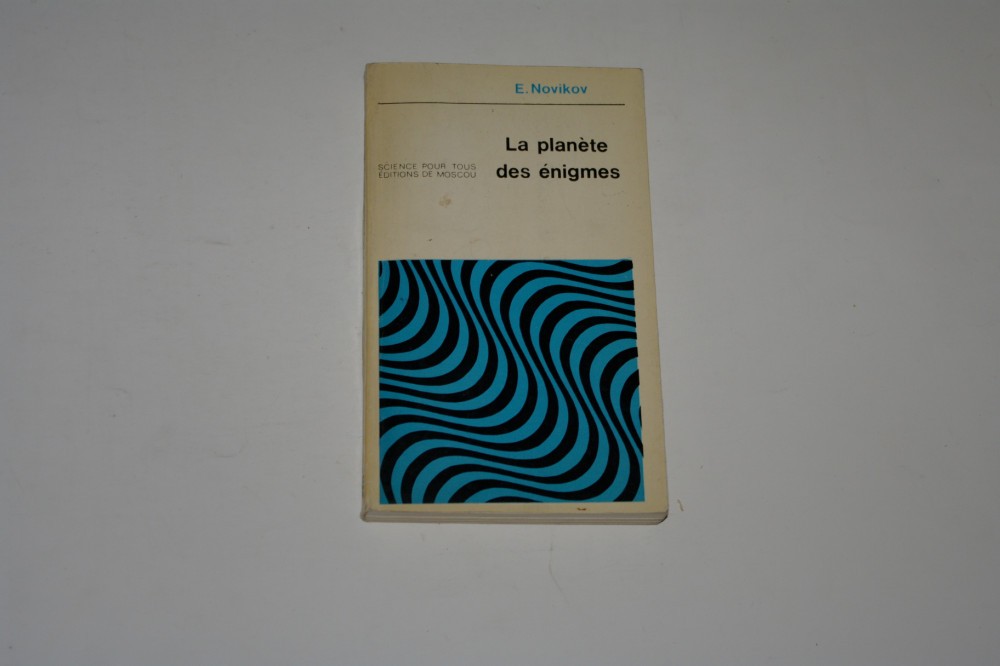 E. Novikov
La planète
des énigmes
SCIENCE POUR TOUS
ÉDITIONS DE MOSCOU